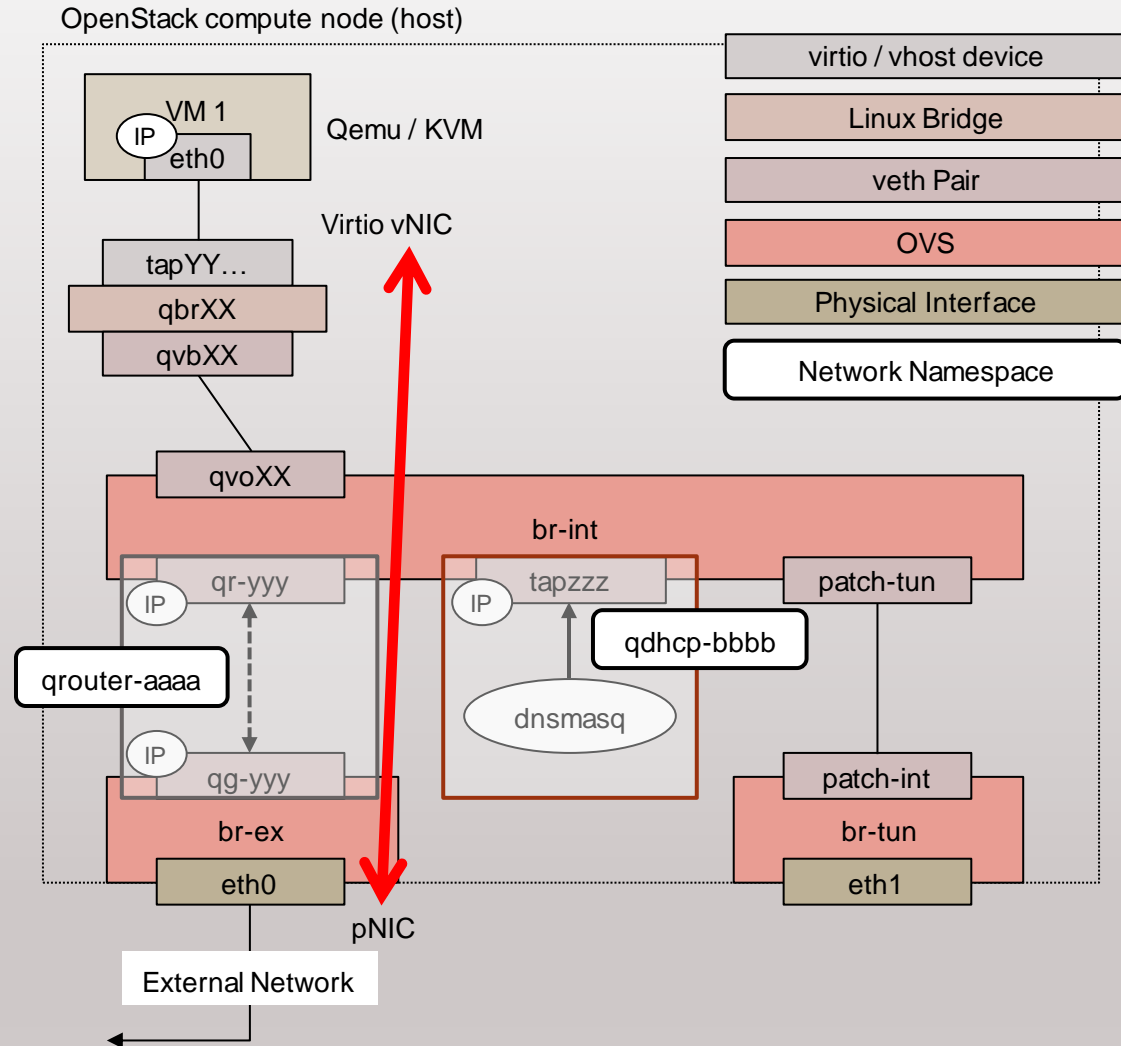 OpenStack compute node (host)
virtio / vhost device
Linux Bridge
veth Pair
OVS
Physical Interface
Network Namespace
VM 1
IP
eth0
Qemu / KVM
Virtio vNIC
tapYY...
qbrXX
qvbXX
qvoXX
br-int
qr-yyy
IP
tapzzz
IP
patch-tun
qrouter-aaaa
qdhcp-bbbb
dnsmasq
IP
qg-yyy
patch-int
br-ex
br-tun
eth0
eth1
pNIC
External Network